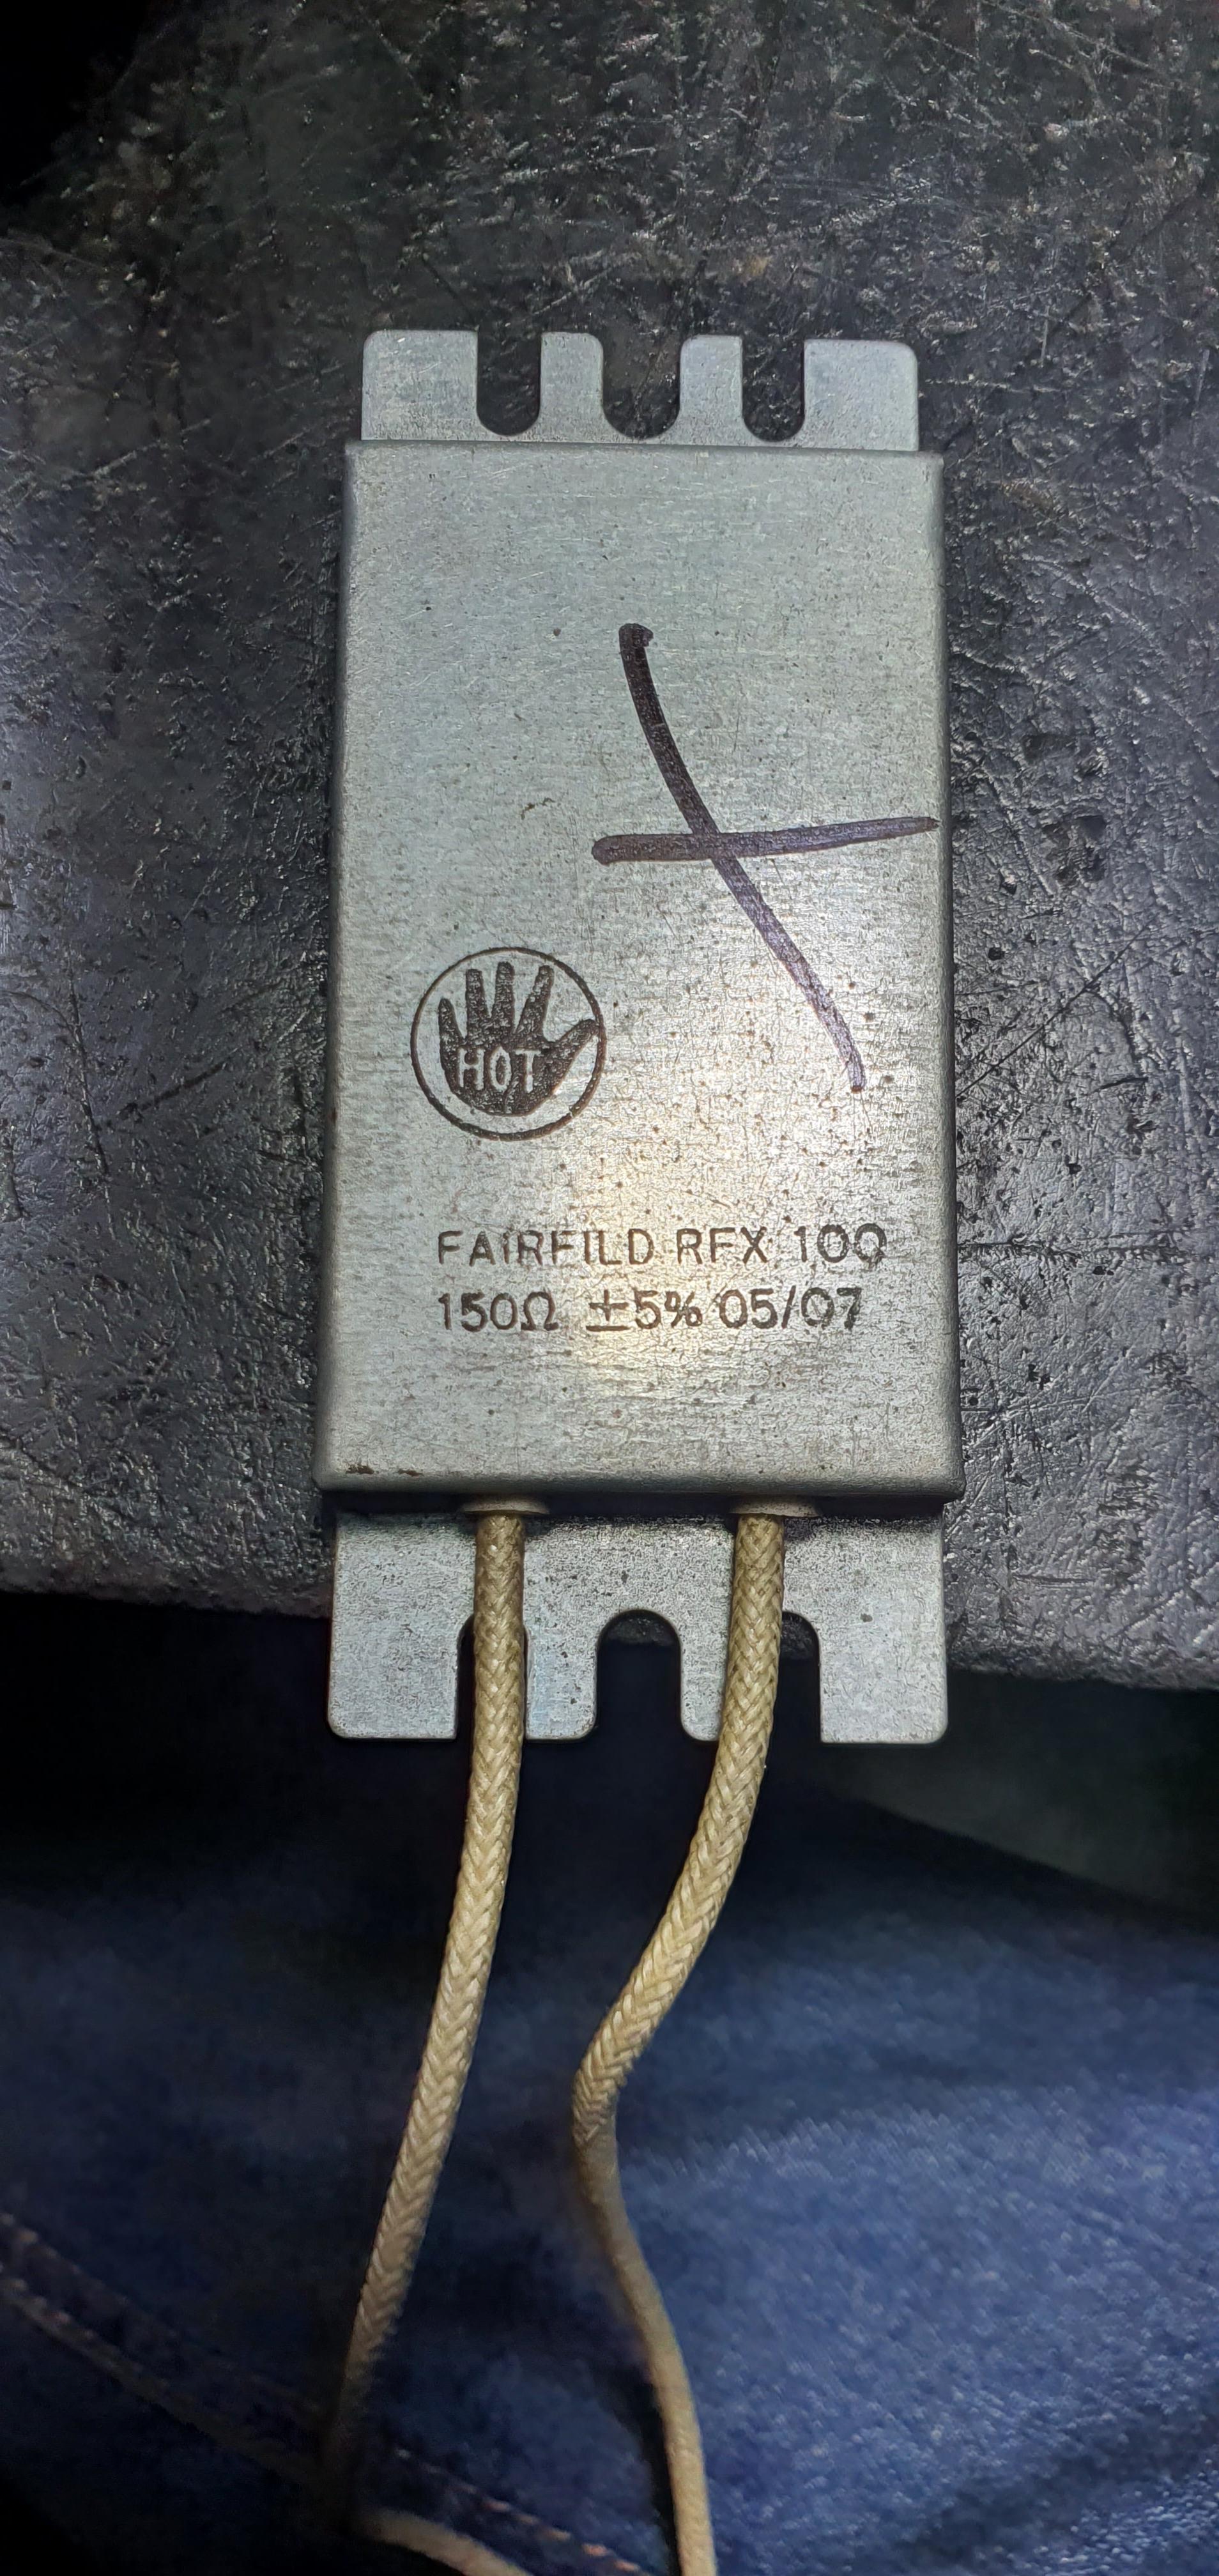 HOT
FAIRFILD RFX 100
150Ω ±5% 05/07